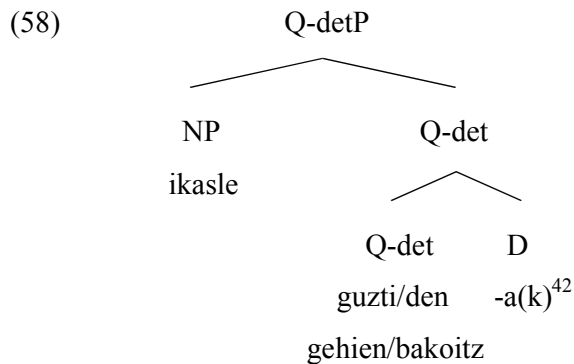 (58) Q-detP
NP Q-det
ikasle
Q-det D
guzti/den -a(k)42
gehien/bakoitz